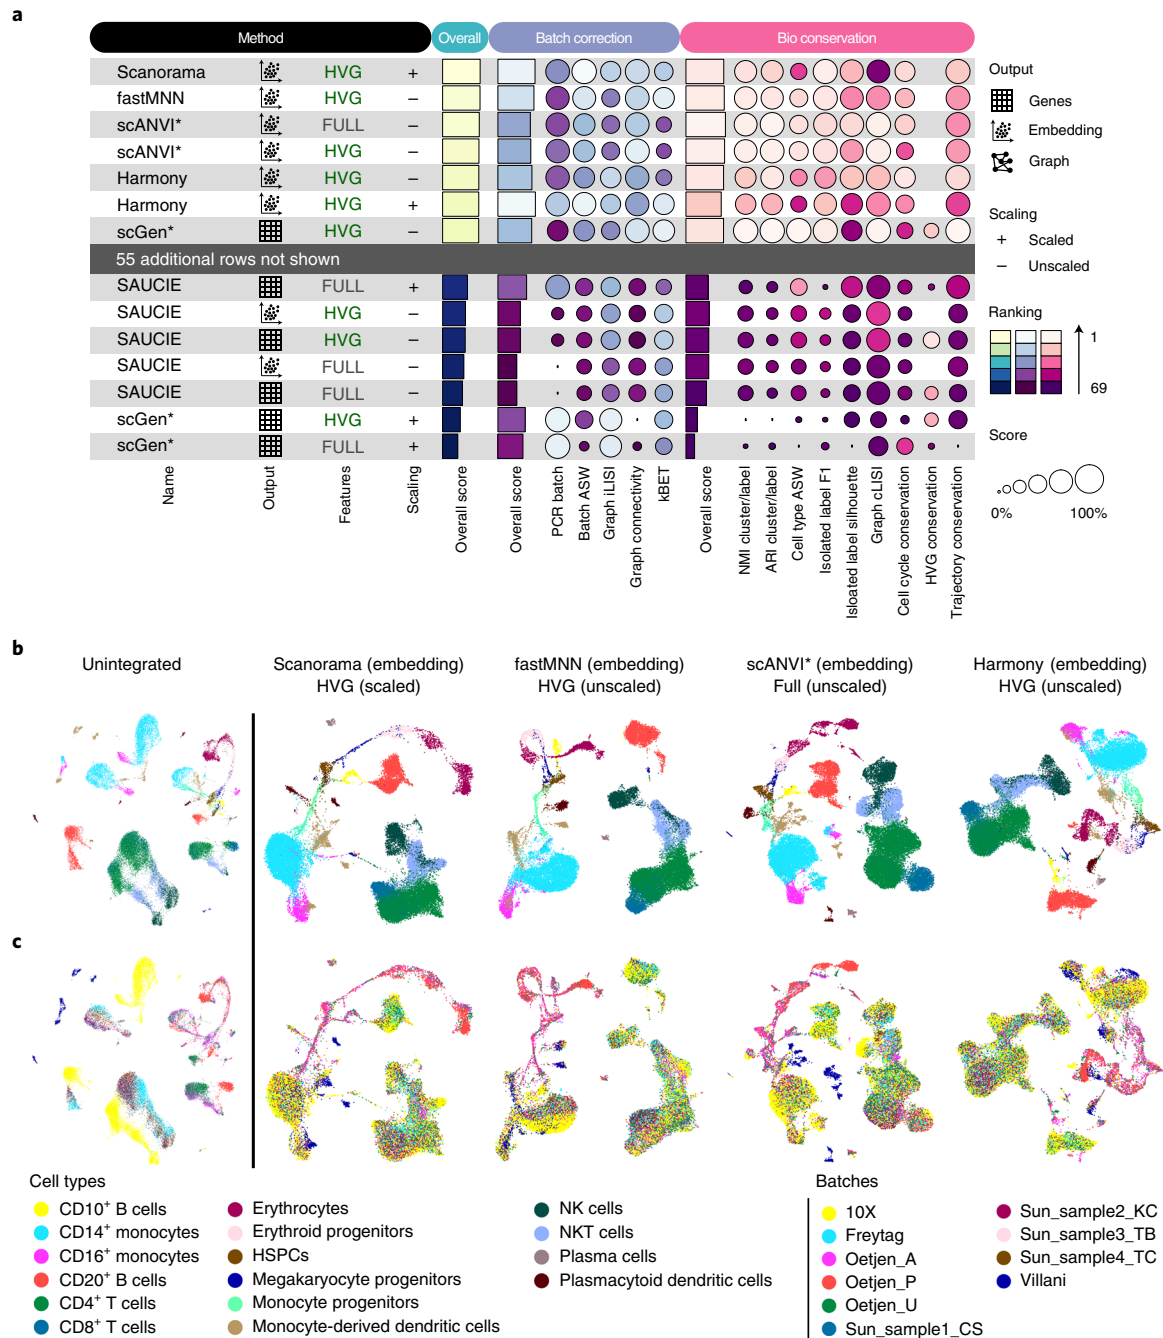 a
Method Overall Batch correction Bio conservation
Scanorama HVG +
fastMNN HVG –
scANVI* FULL –
scANVI* HVG –
Harmony HVG –
Harmony HVG +
scGen* HVG –
55 additional rows not shown
SAUCIE FULL +
SAUCIE HVG –
SAUCIE HVG –
SAUCIE FULL –
SAUCIE FULL –
scGen* HVG +
scGen* FULL +
Name
Output
Features
Scaling
Overall score
Overall score
PCR batch
Batch ASW
Graph iLISI
Graph connectivity
kBET
Overall score
NMI cluster/label
ARI cluster/label
Cell type ASW
Isolated label F1
Isloated label silhouette
Graph cLISI
Cell cycle conservation
HVG conservation
Trajectory conservation
Output
Genes
Embedding
Graph
Scaling
+ Scaled
– Unscaled
Ranking
1
69
Score
0% 100%
b
Unintegrated
Scanorama (embedding)
HVG (scaled)
fastMNN (embedding)
HVG (unscaled)
scANVI* (embedding)
Full (unscaled)
Harmony (embedding)
HVG (unscaled)
c
Cell types
CD10+ B cells
CD14+ monocytes
CD16+ monocytes
CD20+ B cells
CD4+ T cells
CD8+ T cells
Erythrocytes
Erythroid progenitors
HSPCs
Megakaryocyte progenitors
Monocyte progenitors
Monocyte-derived dendritic cells
NK cells
NKT cells
Plasma cells
Plasmacytoid dendritic cells
Batches
10X
Freytag
Oetjen_A
Oetjen_P
Oetjen_U
Sun_sample1_CS
Sun_sample2_KC
Sun_sample3_TB
Sun_sample4_TC
Villani